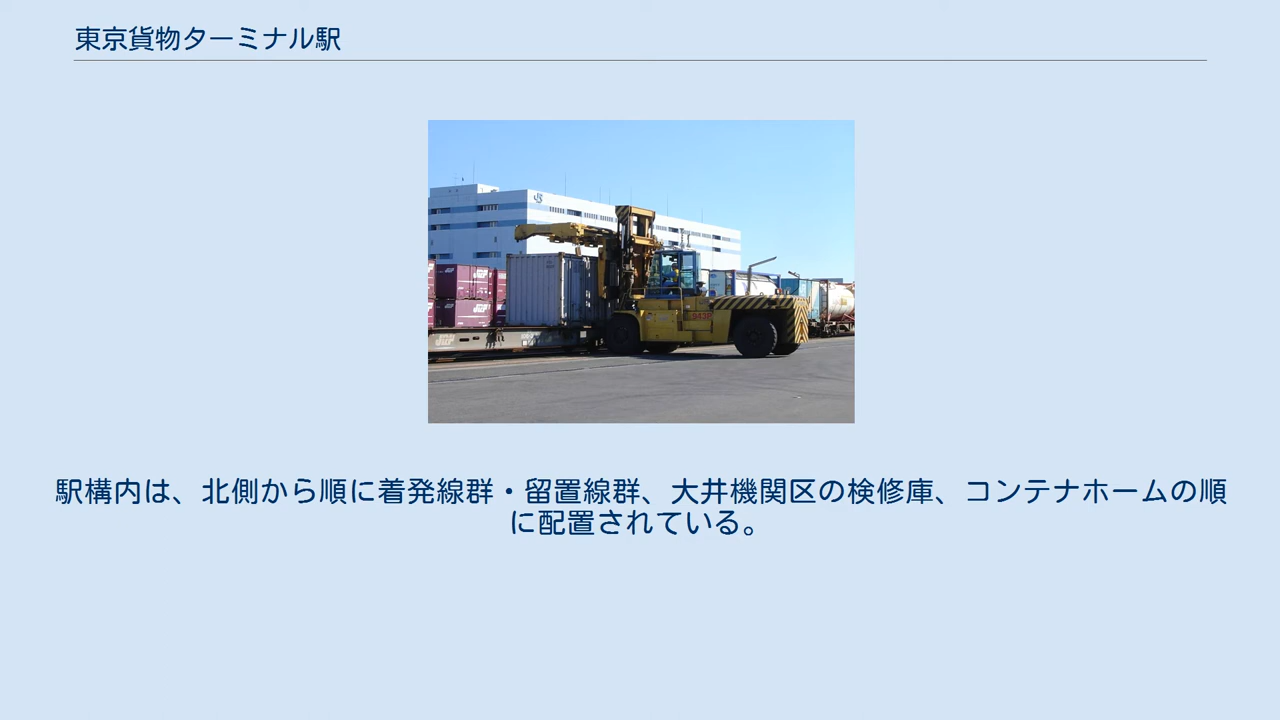 東京貨物ターミナル駅
駅構内は、北側から順に着発線群・留置線群、大井機関区の検修庫、コンテナホームの順
に配置されている。